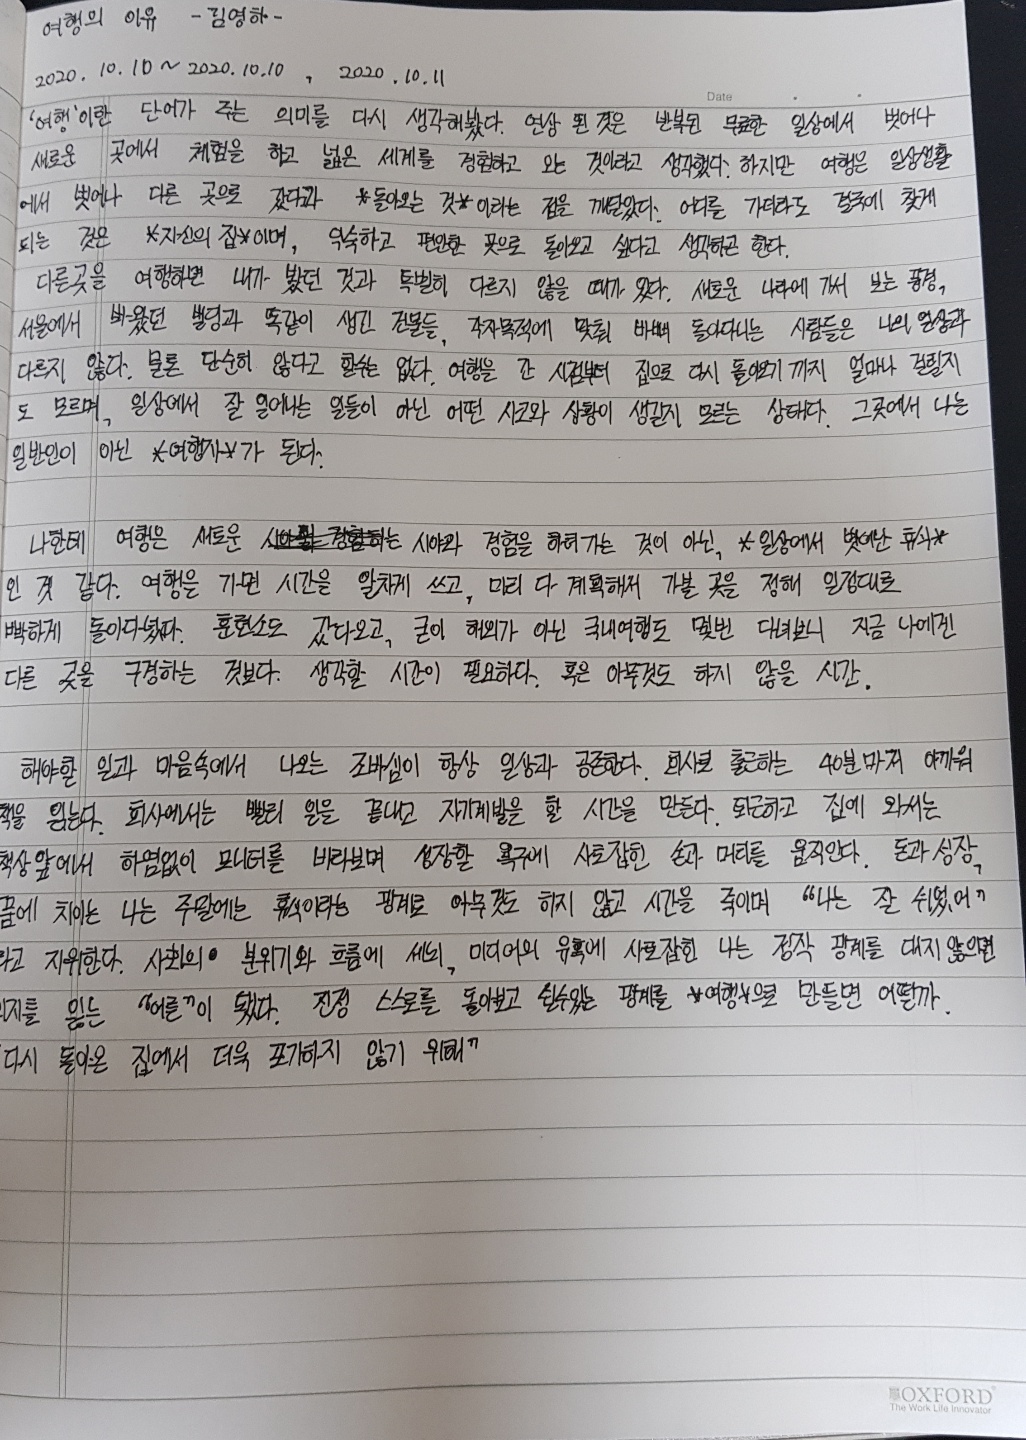 여행의 이유 -김영하-
2020. 10. 10 ~ 2020. 10. 10 , 2020. 10. 11
Date
'여행'이란 단어가 주는 의미를 다시 생각해봤다. 연상 된 것은 반복된 무료한 일상에서 벗어나
새로운 곳에서 체험을 하고 넓은 세계를 경험하고 오는 것이라고 생각했다. 하지만 여행은 일상생활
에서 벗어나 다른 곳으로 갔다와 *돌아오는 것* 이라는 점을 깨달았다. 어디를 가더라도 결국에 찾게
되는 것은 *자신의 집*이며, 익숙하고 편안한 곳으로 돌아오고 싶다고 생각하곤 한다.
다른곳을 여행하면 내가 봤던 것과 특별히 다르지 않을 때가 있다. 새로운 나라에 가서 보는 풍경,
서울에서 봐왔던 빌딩과 똑같이 생긴 건물들, 각자목적에 맞춰 바삐 돌아다니는 사람들은 나의 일상과
다르지 않다. 물론 단순히 않다고 할수는 없다. 여행을 간 시점부터 집으로 다시 돌아오기 까지 얼마나 걸릴지
도 모르며, 일상에서 잘 일어나는 일들이 아닌 어떤 사고와 상황이 생길지 모르는 상태다. 그곳에서 나는
일반인이 아닌 *여행자*가 된다.
나한테 여행은 새로운 시야와 경험을 하러 가는 것이 아닌, *일상에서 벗어난 휴식*
인 것 같다. 여행을 가면 시간을 알차게 쓰고, 미리 다 계획해서 가볼 곳을 정해 일정대로
빡빡하게 돌아다녔다. 훈련소도 갔다오고, 굳이 해외가 아닌 국내여행도 몇번 다녀보니 지금 나에겐
다른 곳을 구경하는 것보다. 생각할 시간이 필요하다. 혹은 아무것도 하지 않을 시간.
해야할 일과 마음속에서 나오는 조바심이 항상 일상과 공존한다. 회사로 출근하는 40분 마저 아까워
책을 읽는다. 회사에서는 빨리 일을 끝내고 자기계발을 할 시간을 만든다. 퇴근하고 집에 와서는
책상앞에서 하염없이 모니터를 바라보며 성장할 욕구에 사로잡힌 손과 머리를 움직인다. 돈과 성장,
꿈에 치이는 나는 주말에는 휴식이라는 핑계로 아무것도 하지 않고 시간을 죽이며 "나는 잘 쉬었어"
라고 자위한다. 사회의 분위기와 흐름에 세뇌, 미디어의 유혹에 사로잡힌 나는 정작 핑계를 대지 않으면
의지를 잃는 "어른"이 됐다. 진정 스스로를 돌아보고 쉴수있는 핑계를 *여행*으로 만들면 어떨까.
"다시 돌아온 집에서 더욱 포기하지 않기 위해"
OXFORD
The Work Life Innovator